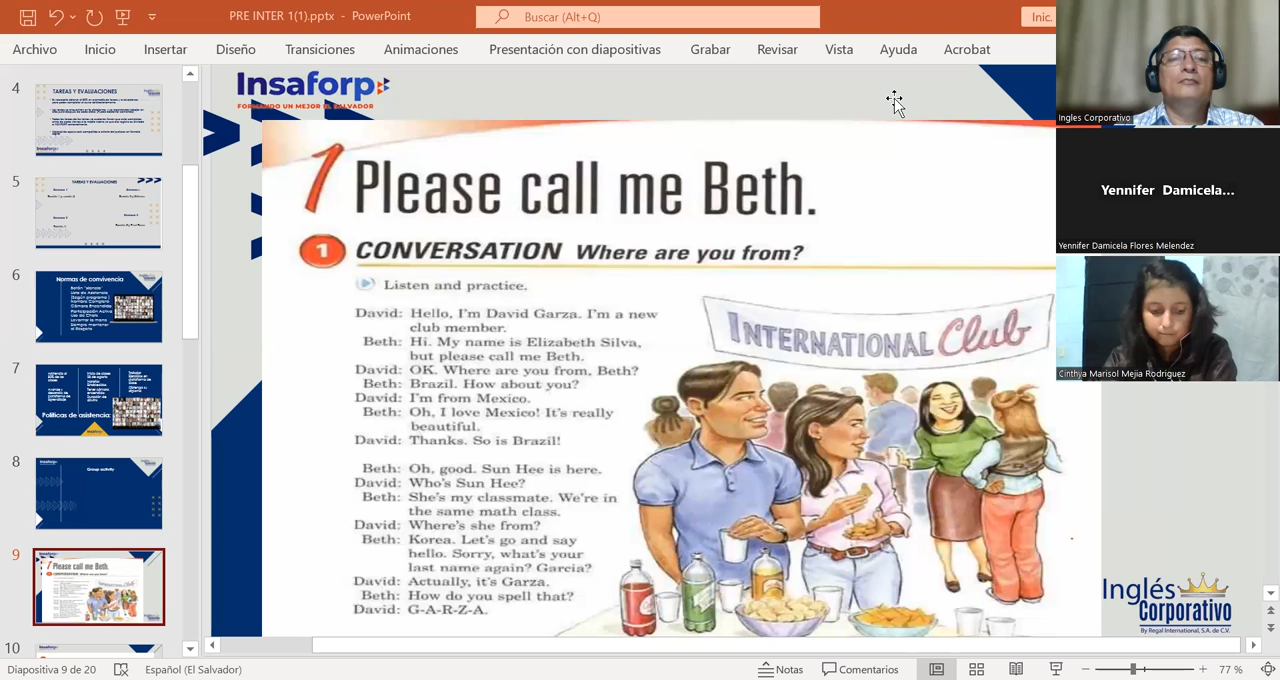 PRE INTER 1(1).pptx - PowerPoint
Buscar (Alt+Q)
Inic.
Archivo Inicio Insertar Diseño Transiciones Animaciones Presentación con diapositivas Grabar Revisar Vista Ayuda Acrobat
4
TAREAS Y EVALUACIONES
5
TAREAS Y EVALUACIONES
6
Normas de convivencia
7
Políticas de asistencia:
8
Group activity
9
10
Insaforp
FORMANDO UN MEJOR EL SALVADOR
1 Please call me Beth.
1 CONVERSATION Where are you from?
Listen and practice.
David: Hello, I'm David Garza. I'm a new
club member.
Beth: Hi. My name is Elizabeth Silva,
but please call me Beth.
David: OK. Where are you from, Beth?
Beth: Brazil. How about you?
David: I'm from Mexico.
Beth: Oh, I love Mexico! It's really
beautiful.
David: Thanks. So is Brazil!
Beth: Oh, good. Sun Hee is here.
David: Who's Sun Hee?
Beth: She's my classmate. We're in
the same math class.
David: Where's she from?
Beth: Korea. Let's go and say
hello. Sorry, what's your
last name again? Garcia?
David: Actually, it's Garza.
Beth: How do you spell that?
David: G-A-R-Z-A.
INTERNATIONAL Club
Inglés
Corporativo
By Regal International, S.A. de C.V.
Ingles Corporativo
Yennifer Damicela...
Yennifer Damicela Flores Melendez
Cinthya Marisol Mejia Rodriguez
Diapositiva 9 de 20 Español (El Salvador) Notas Comentarios 77 %